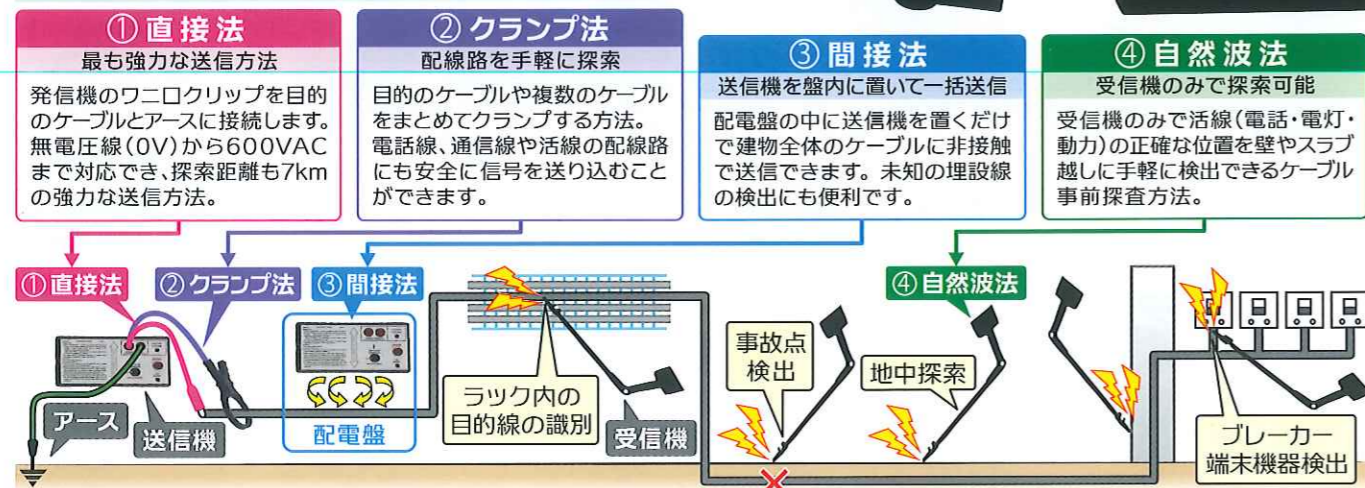 ①直接法
最も強力な送信方法
発信機のワニ口クリップを目的
のケーブルとアースに接続します。
無電圧線(0V)から600VAC
まで対応でき、探索距離も7km
の強力な送信方法。
②クランプ法
配線路を手軽に探索
目的のケーブルや複数のケーブル
をまとめてクランプする方法。
電話線、通信線や活線の配線路
にも安全に信号を送り込むこと
ができます。
③間接法
送信機を盤内に置いて一括送信
配電盤の中に送信機を置くだけ
で建物全体のケーブルに非接触
で送信できます。未知の埋設線
の検出にも便利です。
④自然波法
受信機のみで探索可能
受信機のみで活線(電話・電灯・
動力)の正確な位置を壁やスラブ
越しに手軽に検出できるケーブル
事前探査方法。
①直接法
②クランプ法
③間接法
④自然波法
アース
送信機
配電盤
ラック内の
目的線の識別
受信機
事故点
検出
地中探索
ブレーカー
端末機器検出